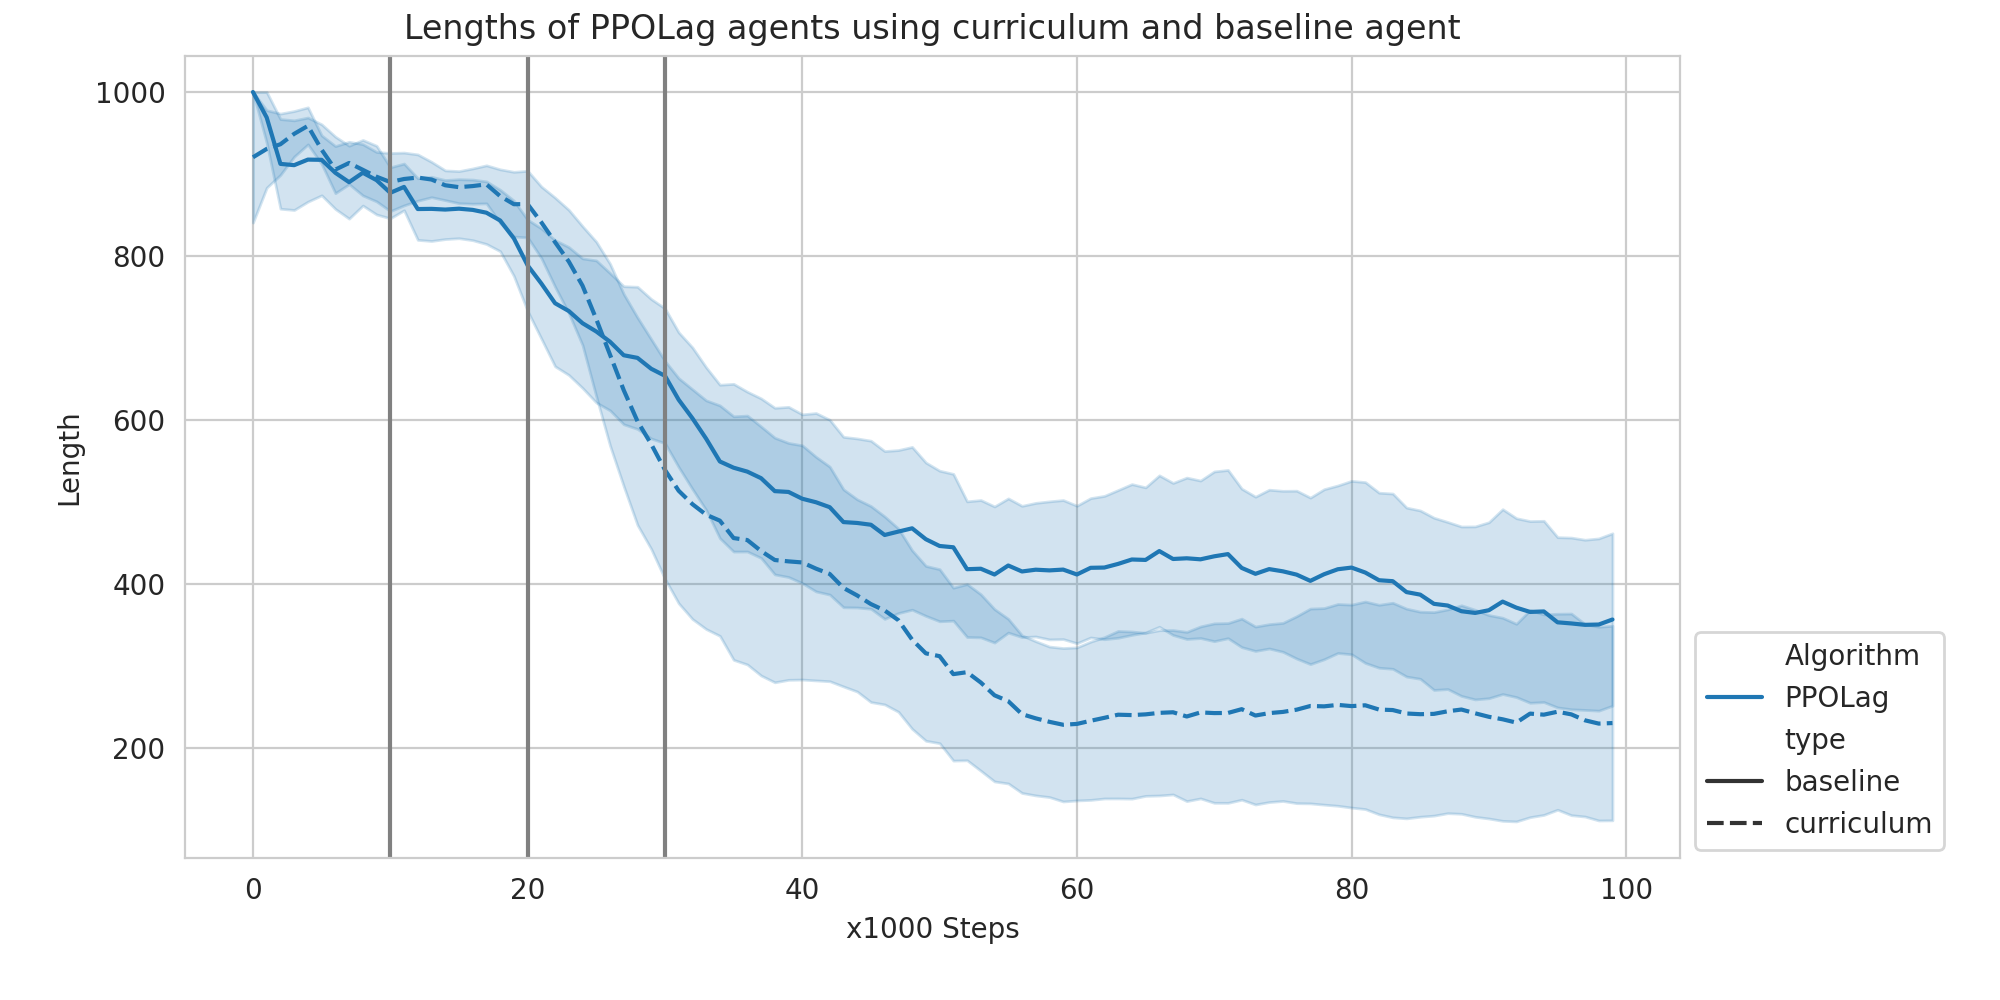 Lengths of PPOLag agents using curriculum and baseline agent
1000
800
600
400
200
Length
0 20 40 60 80 100
x1000 Steps
Algorithm
PPOLag
type
baseline
curriculum